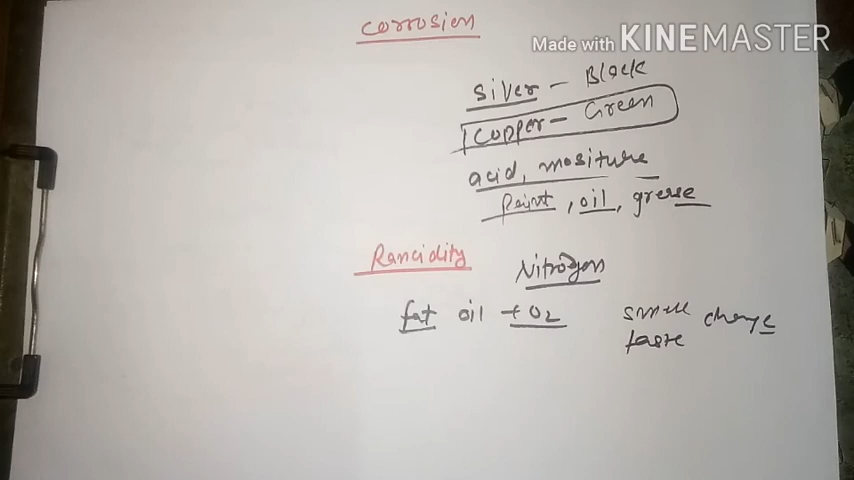 Corrosion
Made with KINEMASTER
Silver - Black
Copper - Green
acid, mositure
Paint, oil, grerse
Rancidity
Nitrogen
fat oil + O2
smell change
taste